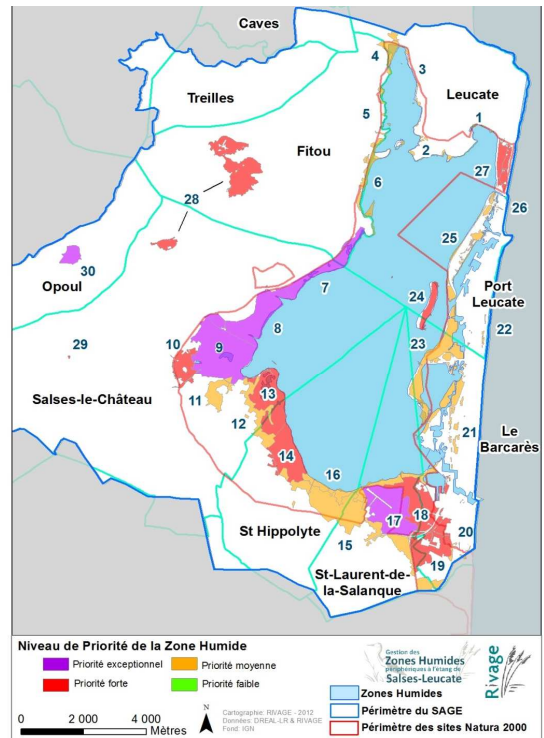 Caves
Treilles
Leucate
Fitou
4
3
5
1
2
6
27
26
28
25
30
Opoul
7
Port
Leucate
24
22
29
10
8
9
23
Salses-le-Château
11
13
12
14
21
Le
Barcarès
16
St Hippolyte
17
18
15
20
St-Laurent-de-
la-Salanque
19
Niveau de Priorité de la Zone Humide
Priorité exceptionnel
Priorité moyenne
Priorité forte
Priorité faible
0 2 000 4 000
Mètres
N
Cartographie: RIVAGE - 2012
Données: DREAL-LR & RIVAGE
Fond: IGN
Gestion des
Zones Humides
périphériques à l'étang de
Salses-Leucate
Rivage
Zones Humides
Périmètre du SAGE
Périmètre des sites Natura 2000